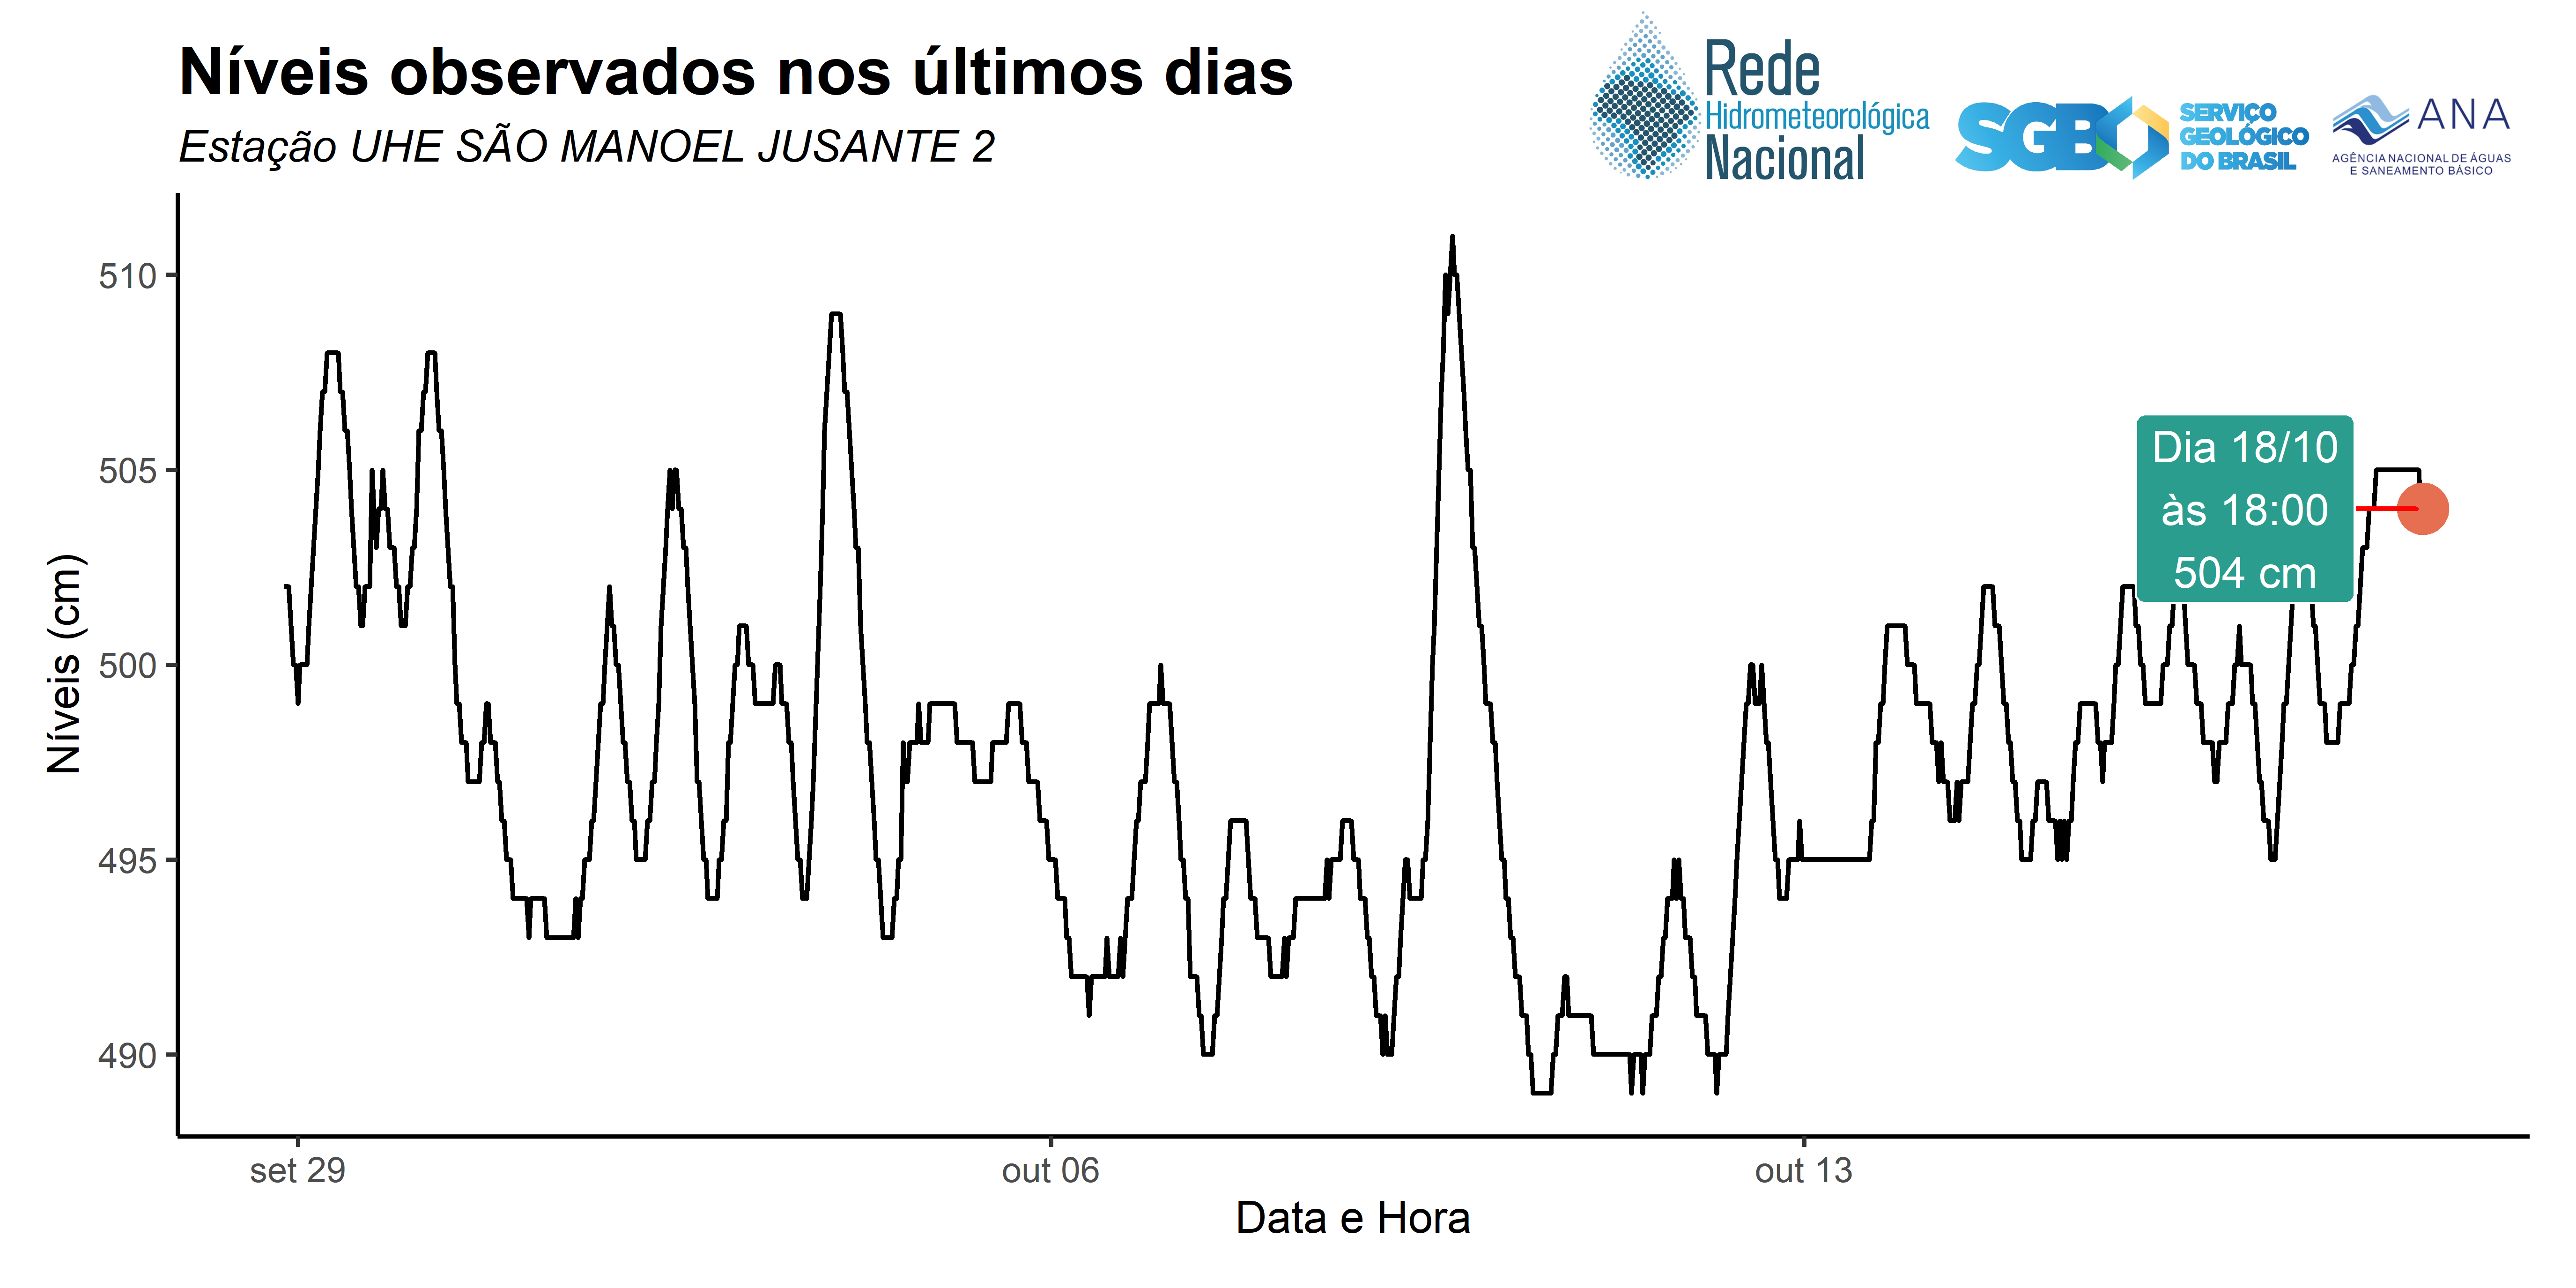 Níveis observados nos últimos dias
Estação UHE SÃO MANOEL JUSANTE 2
Rede
Hidrometeorológica
Nacional
SGB
SERVIÇO
GEOLÓGICO
DO BRASIL
ANA
AGÊNCIA NACIONAL DE ÁGUAS
E SANEAMENTO BÁSICO
Níveis (cm)
510
505
500
495
490
Dia 18/10
às 18:00
504 cm
set 29
out 06
out 13
Data e Hora